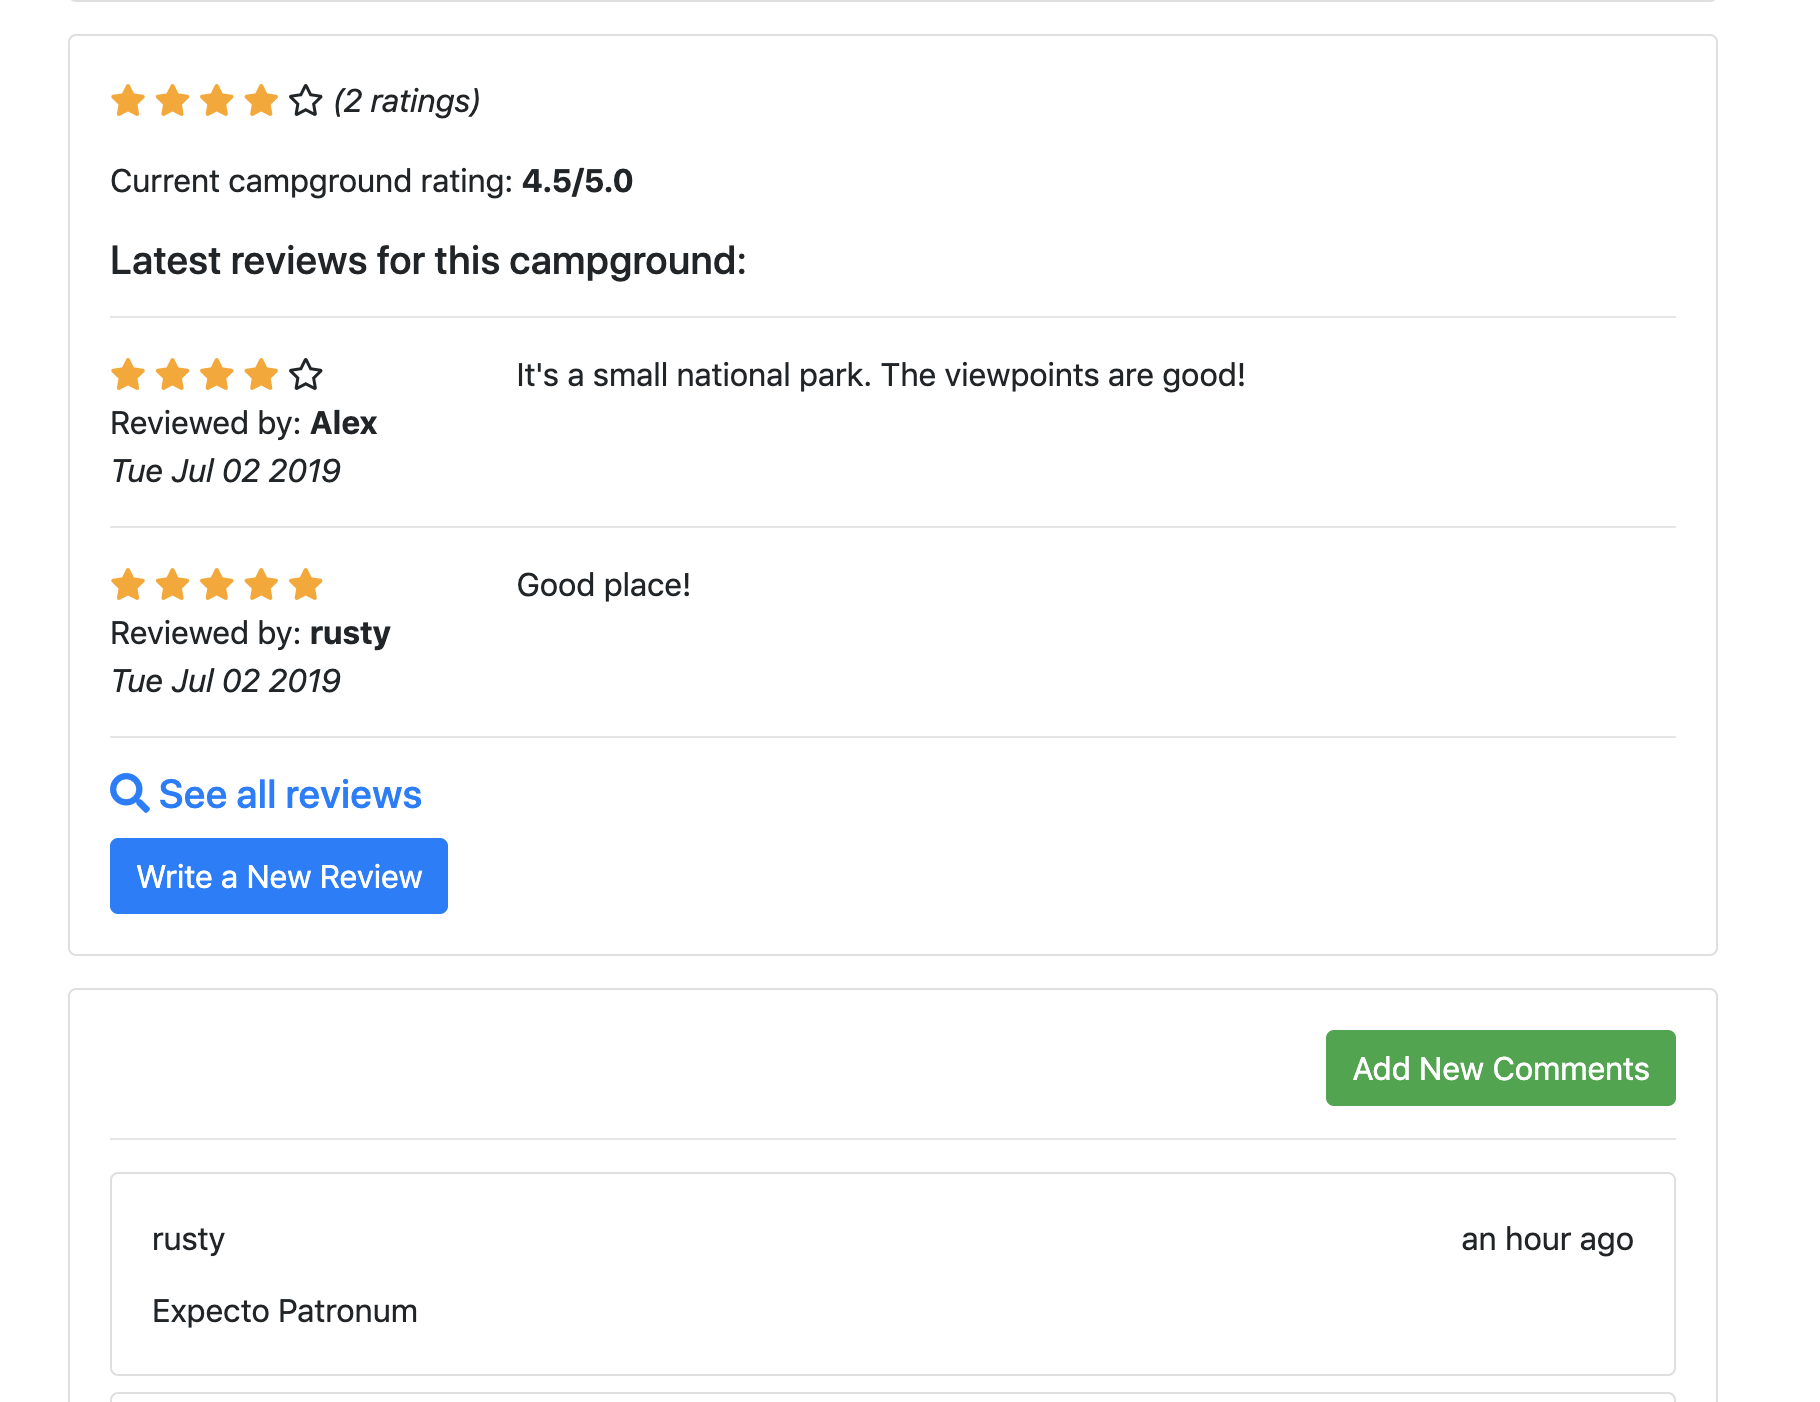 (2 ratings)
Current campground rating: 4.5/5.0
Latest reviews for this campground:
It's a small national park. The viewpoints are good!
Reviewed by: Alex
Tue Jul 02 2019
Good place!
Reviewed by: rusty
Tue Jul 02 2019
See all reviews
Write a New Review
Add New Comments
rusty an hour ago
Expecto Patronum